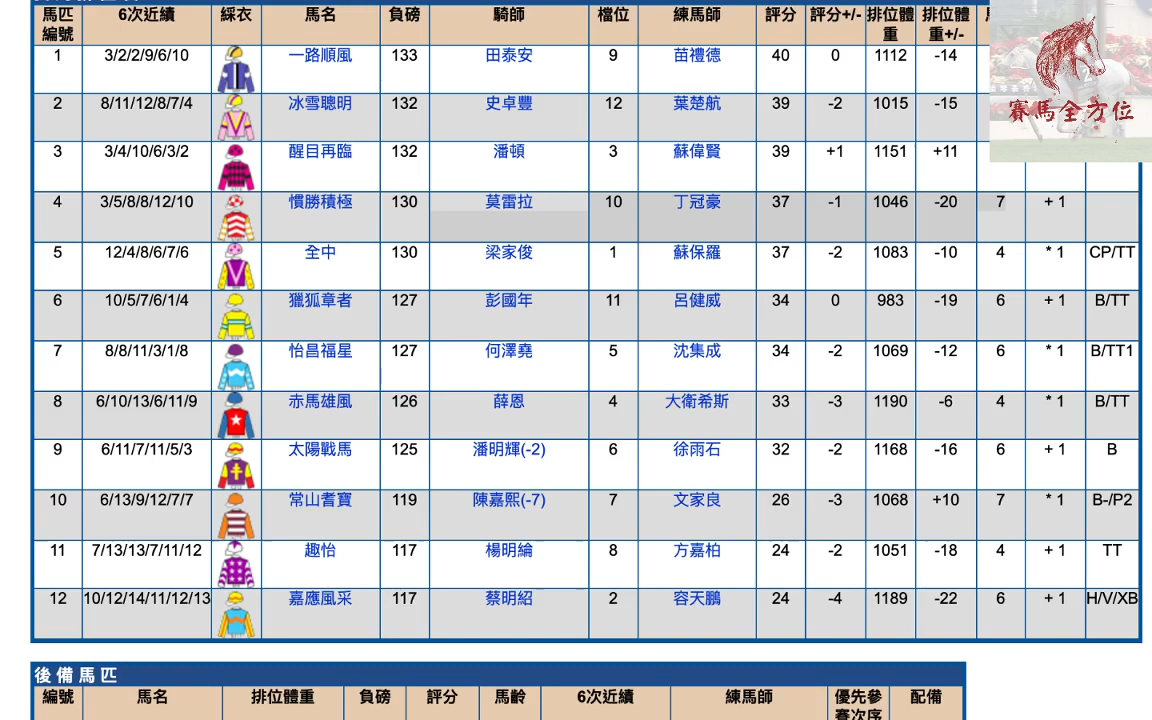 馬匹編號 6次近績 綵衣 馬名 負磅 騎師 檔位 練馬師 評分 評分+/- 排位體重 排位體重+/-
賽馬全方位
1 3/2/2/9/6/10 一路順風 133 田泰安 9 苗禮德 40 0 1112 -14
2 8/11/12/8/7/4 冰雪聰明 132 史卓豐 12 葉楚航 39 -2 1015 -15
3 3/4/10/6/3/2 醒目再臨 132 潘頓 3 蘇偉賢 39 +1 1151 +11
4 3/5/8/8/12/10 慣勝積極 130 莫雷拉 10 丁冠豪 37 -1 1046 -20 7 + 1
5 12/4/8/6/7/6 全中 130 梁家俊 1 蘇保羅 37 -2 1083 -10 4 * 1 CP/TT
6 10/5/7/6/1/4 獵狐章者 127 彭國年 11 呂健威 34 0 983 -19 6 + 1 B/TT
7 8/8/11/3/1/8 怡昌福星 127 何澤堯 5 沈集成 34 -2 1069 -12 6 * 1 B/TT1
8 6/10/13/6/11/9 赤馬雄風 126 薛恩 4 大衛希斯 33 -3 1190 -6 4 * 1 B/TT
9 6/11/7/11/5/3 太陽戰馬 125 潘明輝(-2) 6 徐雨石 32 -2 1168 -16 6 + 1 B
10 6/13/9/12/7/7 常山耆寶 119 陳嘉熙(-7) 7 文家良 26 -3 1068 +10 7 * 1 B-/P2
11 7/13/13/7/11/12 趣怡 117 楊明綸 8 方嘉柏 24 -2 1051 -18 4 + 1 TT
12 10/12/14/11/12/13 嘉應風采 117 蔡明紹 2 容天鵬 24 -4 1189 -22 6 + 1 H/V/XB
後備馬匹
編號 馬名 排位體重 負磅 評分 馬齡 6次近績 練馬師 優先參賽次序 配備